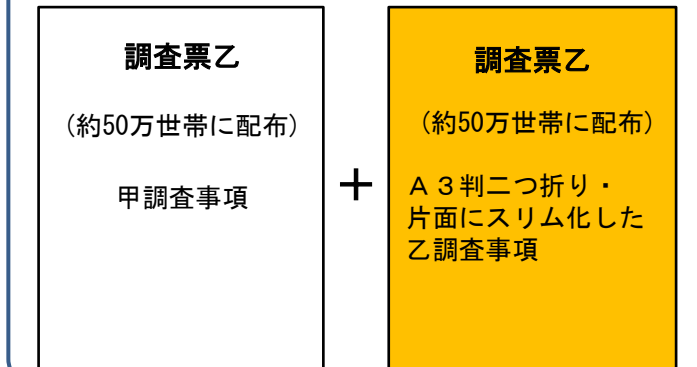 調査票乙
(約50万世帯に配布)
甲調査事項
＋
調査票乙
(約50万世帯に配布)
Ａ３判二つ折り・
片面にスリム化した
乙調査事項